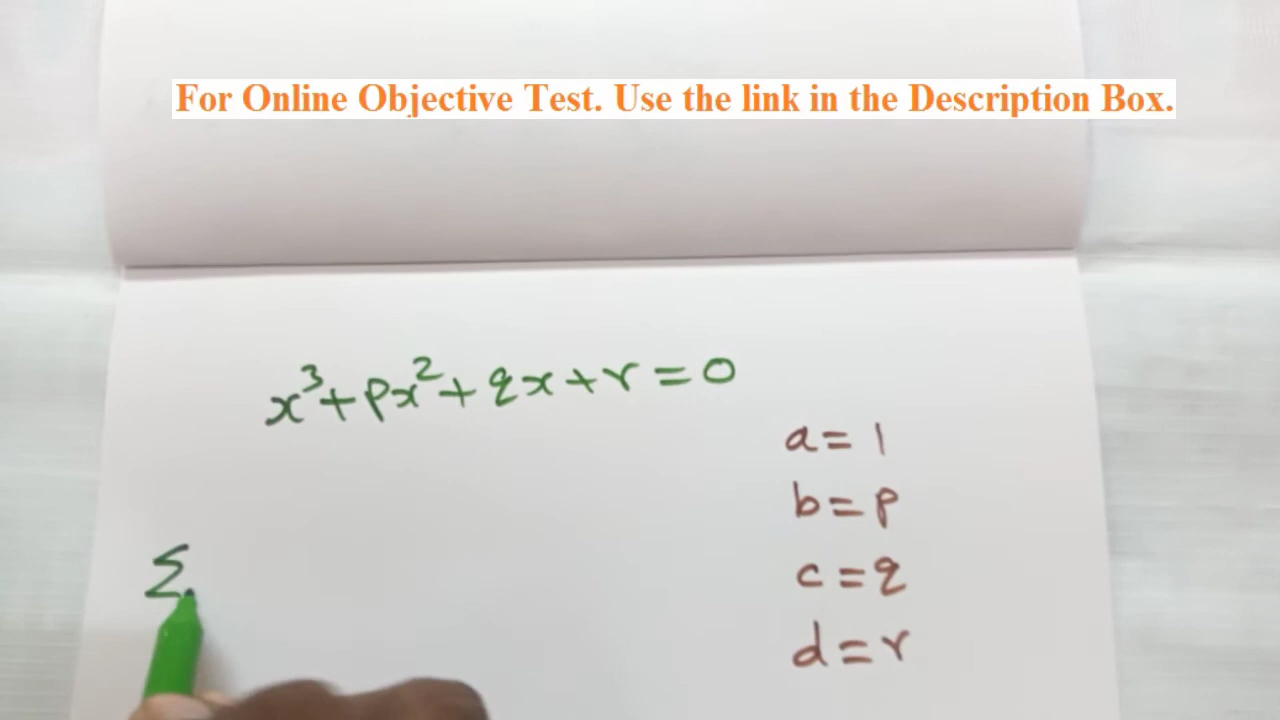 For Online Objective Test. Use the link in the Description Box.
x³+px²+qx+r=0
a=1
b=p
c=q
d=r
Σ